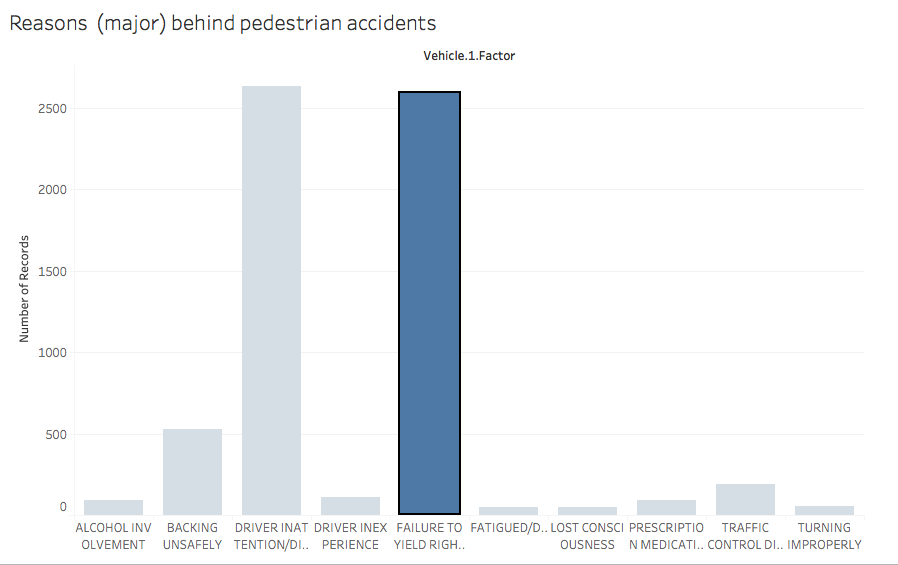 Reasons (major) behind pedestrian accidents
Vehicle.1.Factor
Number of Records
2500
2000
1500
1000
500
0
ALCOHOL INV
OLVEMENT
BACKING
UNSAFELY
DRIVER INAT
TENTION/DI..
DRIVER INEX
PERIENCE
FAILURE TO
YIELD RIGH..
FATIGUED/D..
LOST CONSCI
OUSNESS
PRESCRIPTIO
N MEDICATI..
TRAFFIC
CONTROL DI..
TURNING
IMPROPERLY